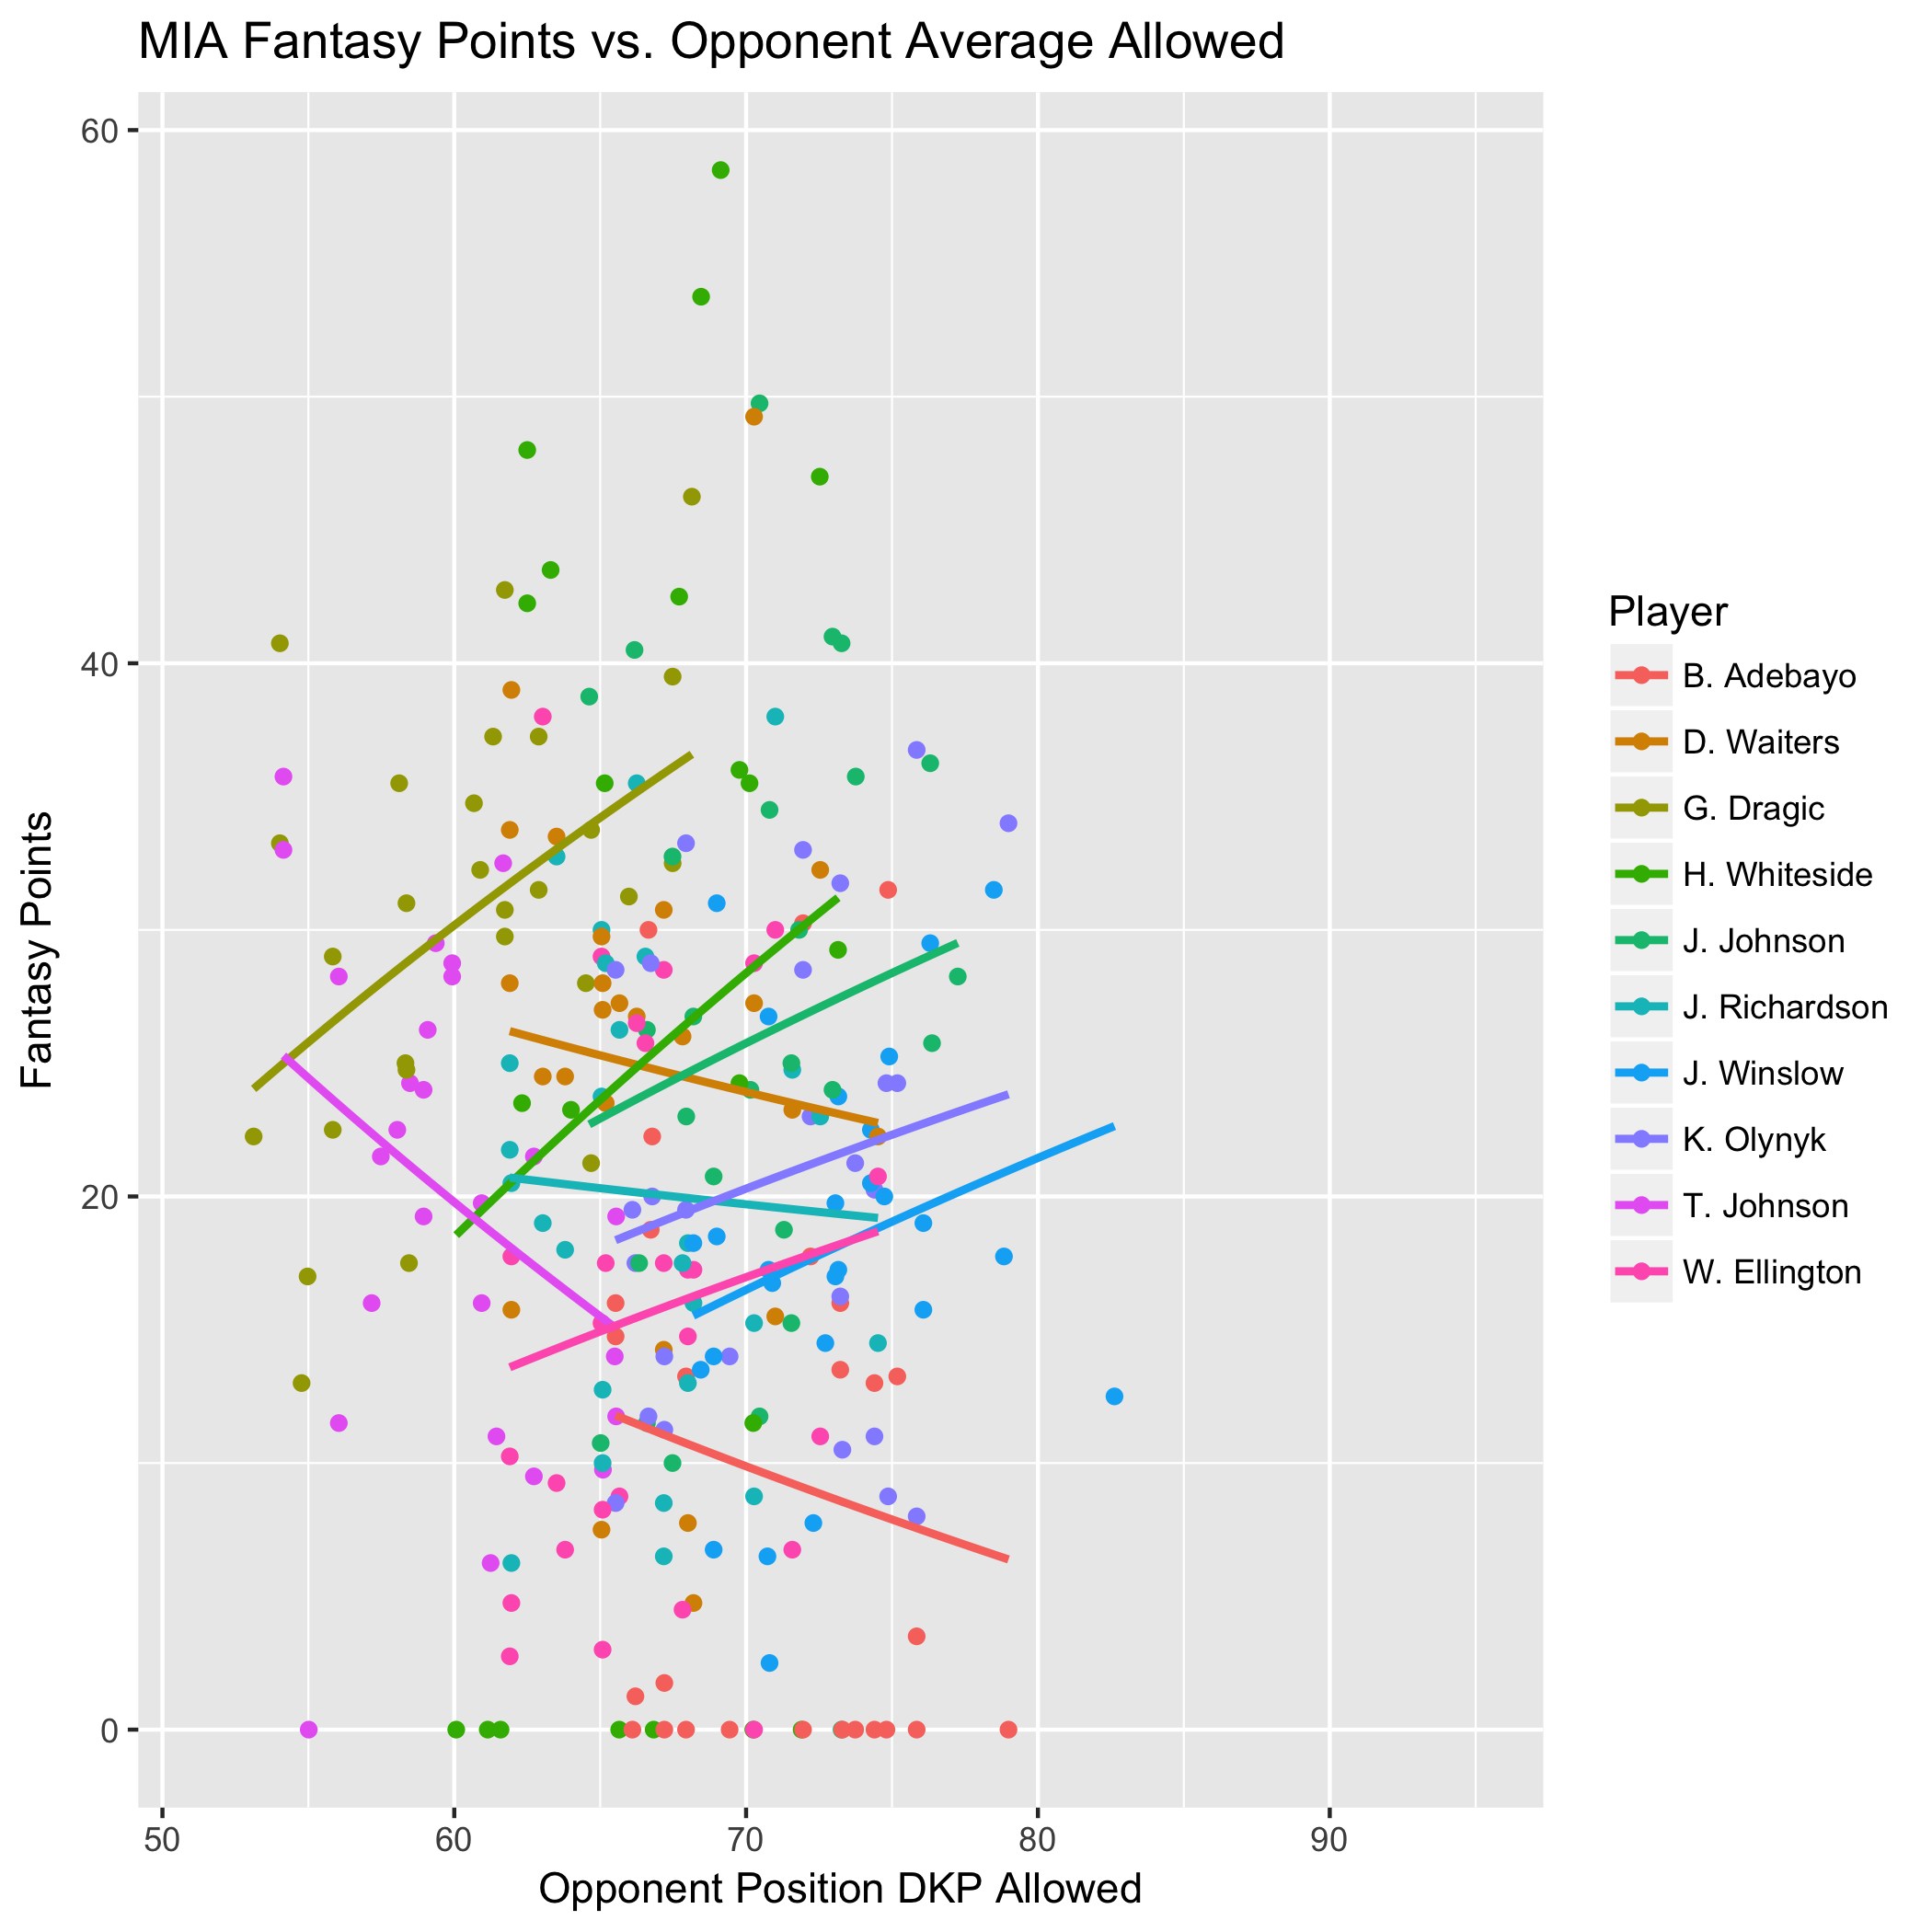 MIA Fantasy Points vs. Opponent Average Allowed
60
40
20
0
Fantasy Points
50 60 70 80 90
Opponent Position DKP Allowed
Player
B. Adebayo
D. Waiters
G. Dragic
H. Whiteside
J. Johnson
J. Richardson
J. Winslow
K. Olynyk
T. Johnson
W. Ellington